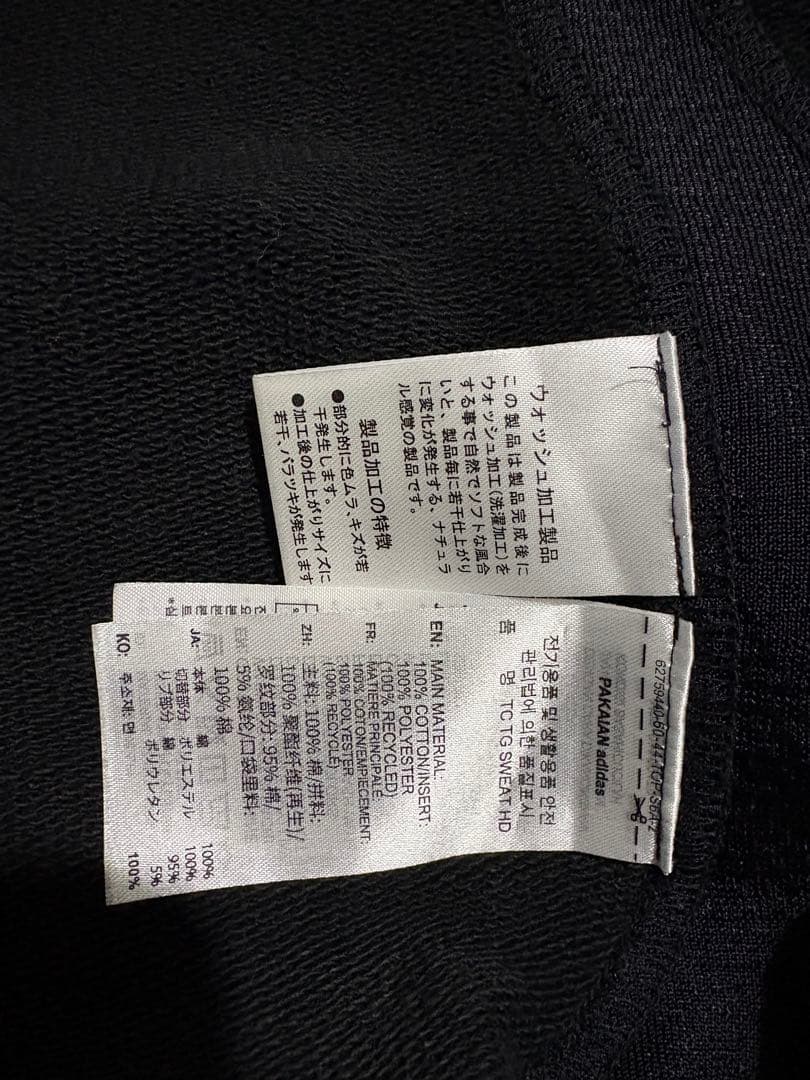 ウォッシュ加工製品
この製品は製品完成後に
ウォッシュ加工(洗濯加工)を
する事で自然でソフトな風合
いと、製品毎に若干仕上がり
に変化が発生する、ナチュラ
ル感覚の製品です。
製品加工の特徴
●部分的に色ムラ、キズが若
干発生します。
●加工後の仕上がりサイズに
若干、バラツキが発生します
PAKAIAN adidas
전기용품 및 생활용품 안전
관리법에 의한 품질표시
품 명 TC TG SWEAT HD
EN: MAIN MATERIAL:
100% COTTON/INSERT:
100% POLYESTER
(100% RECYCLED)
FR: MATIERE PRINCIPALE
100% COTON/EMPIECEMENT:
100% POLYESTER
(100% RECYCLE)
ZH: 主料: 100% 棉/拼料:
100% 聚酯纤维(再生)/
罗纹部分: 95% 棉/
5% 氨纶/口袋里料:
100% 棉
JA: 本体 綿 100%
切替部分 ポリエステル 100%
リブ部分 綿 95%
ポリウレタン 5%
KO: 주소재: 면 100%